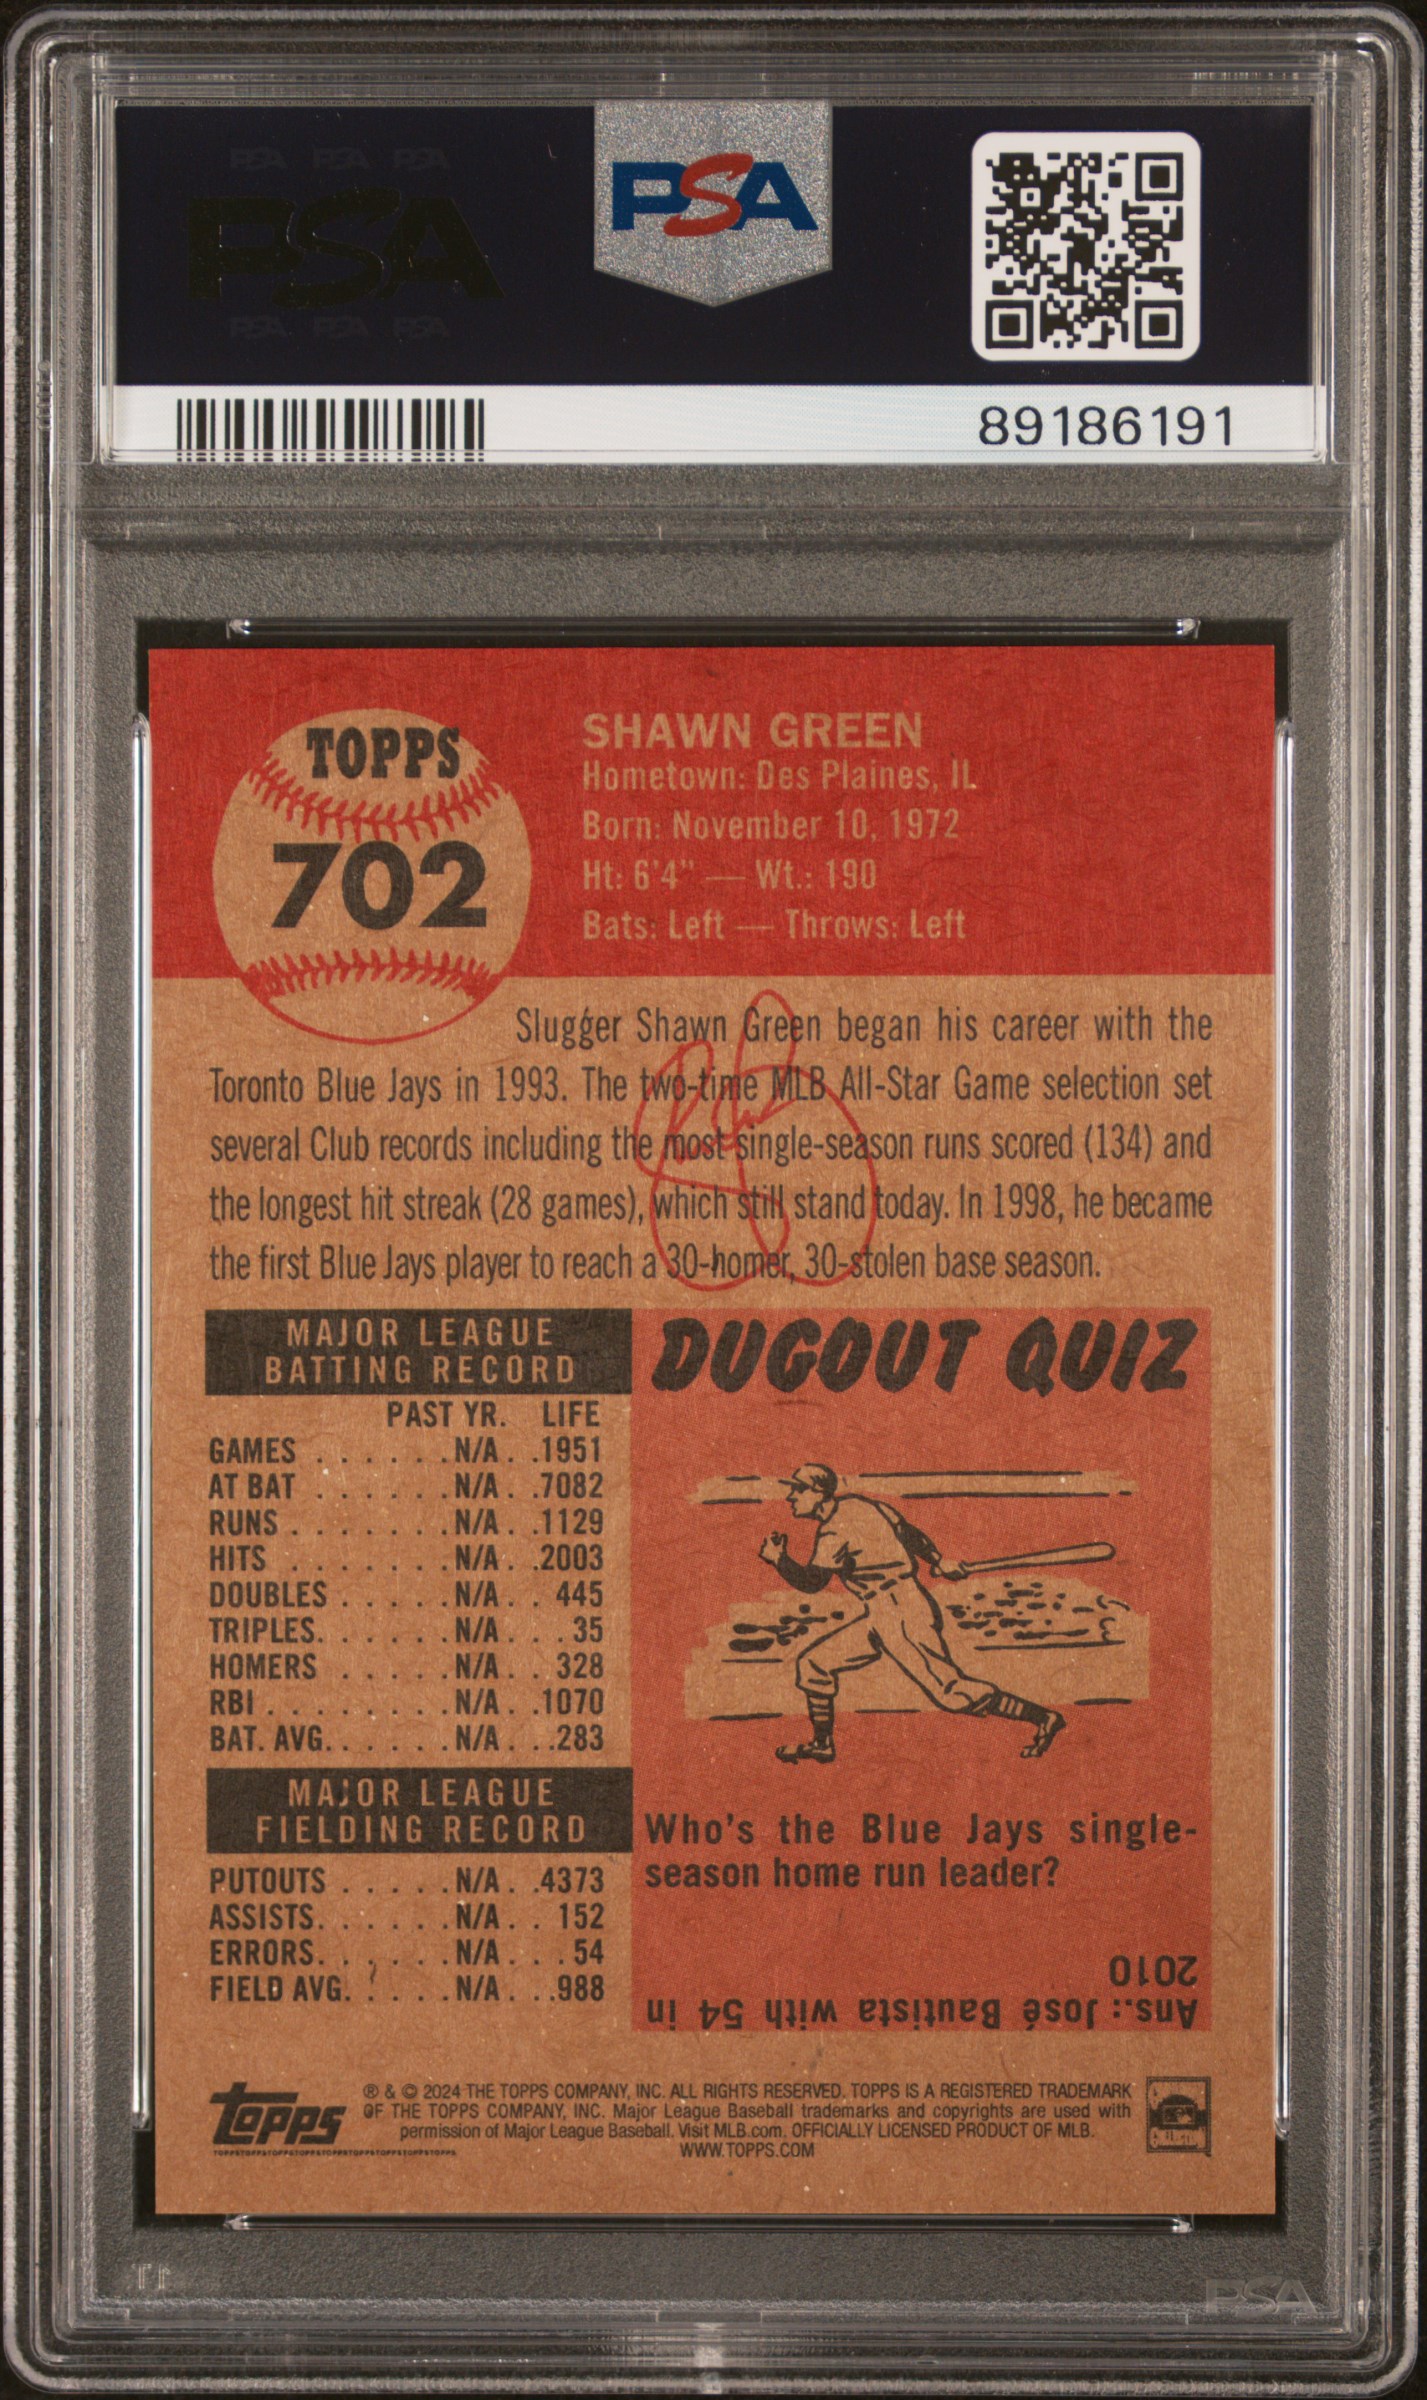 PSA PSA PSA
PSA
PSA PSA PSA
PSA
89186191
TOPPS
702
SHAWN GREEN
Hometown: Des Plaines, IL
Born: November 10, 1972
Ht: 6'4" — Wt.: 190
Bats: Left — Throws: Left
Slugger Shawn Green began his career with the
Toronto Blue Jays in 1993. The two-time MLB All-Star Game selection set
several Club records including the most single-season runs scored (134) and
the longest hit streak (28 games), which still stand today. In 1998, he became
the first Blue Jays player to reach a 30-homer, 30-stolen base season.
MAJOR LEAGUE
BATTING RECORD
PAST YR. LIFE
GAMES . . . . . . N/A . . 1951
AT BAT . . . . . . N/A . . 7082
RUNS . . . . . . . N/A . . 1129
HITS . . . . . . . N/A . . 2003
DOUBLES . . . . . N/A . . 445
TRIPLES. . . . . . N/A . . . 35
HOMERS . . . . . N/A . . 328
RBI . . . . . . . . N/A . . 1070
BAT. AVG. . . . . . N/A . . .283
MAJOR LEAGUE
FIELDING RECORD
PUTOUTS . . . . . N/A . . 4373
ASSISTS. . . . . . N/A . . 152
ERRORS. . . . . . N/A . . . 54
FIELD AVG. . . . . N/A . . .988
DUGOUT QUIZ
Who's the Blue Jays single-
season home run leader?
Ans.: José Bautista with 54 in
2010
topps
® & © 2024 THE TOPPS COMPANY, INC. ALL RIGHTS RESERVED. TOPPS IS A REGISTERED TRADEMARK
OF THE TOPPS COMPANY, INC. Major League Baseball trademarks and copyrights are used with
permission of Major League Baseball. Visit MLB.com. OFFICIALLY LICENSED PRODUCT OF MLB.
WWW.TOPPS.COM
PSA